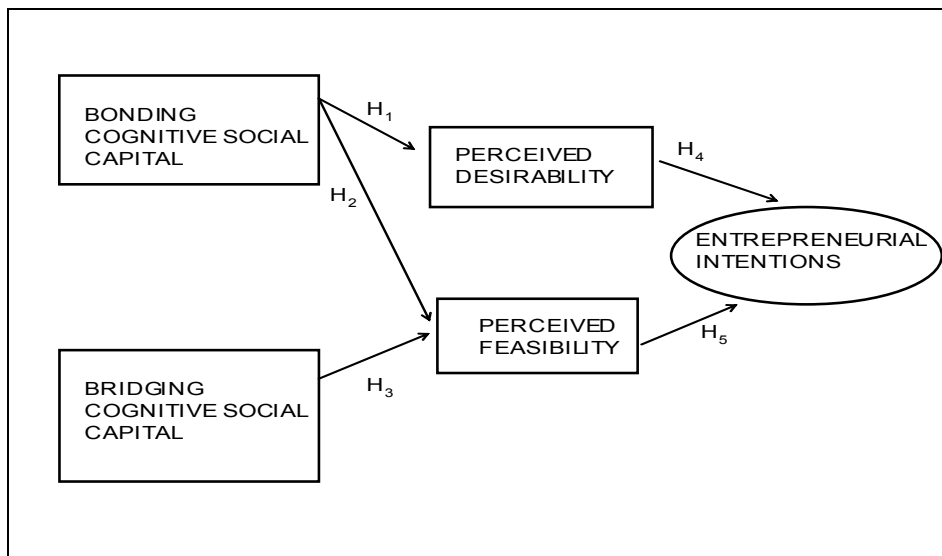 BONDING
COGNITIVE SOCIAL
CAPITAL
H₁
PERCEIVED
DESIRABILITY
H₄
H₂
ENTREPRENEURIAL
INTENTIONS
PERCEIVED
FEASIBILITY
H₅
H₃
BRIDGING
COGNITIVE SOCIAL
CAPITAL